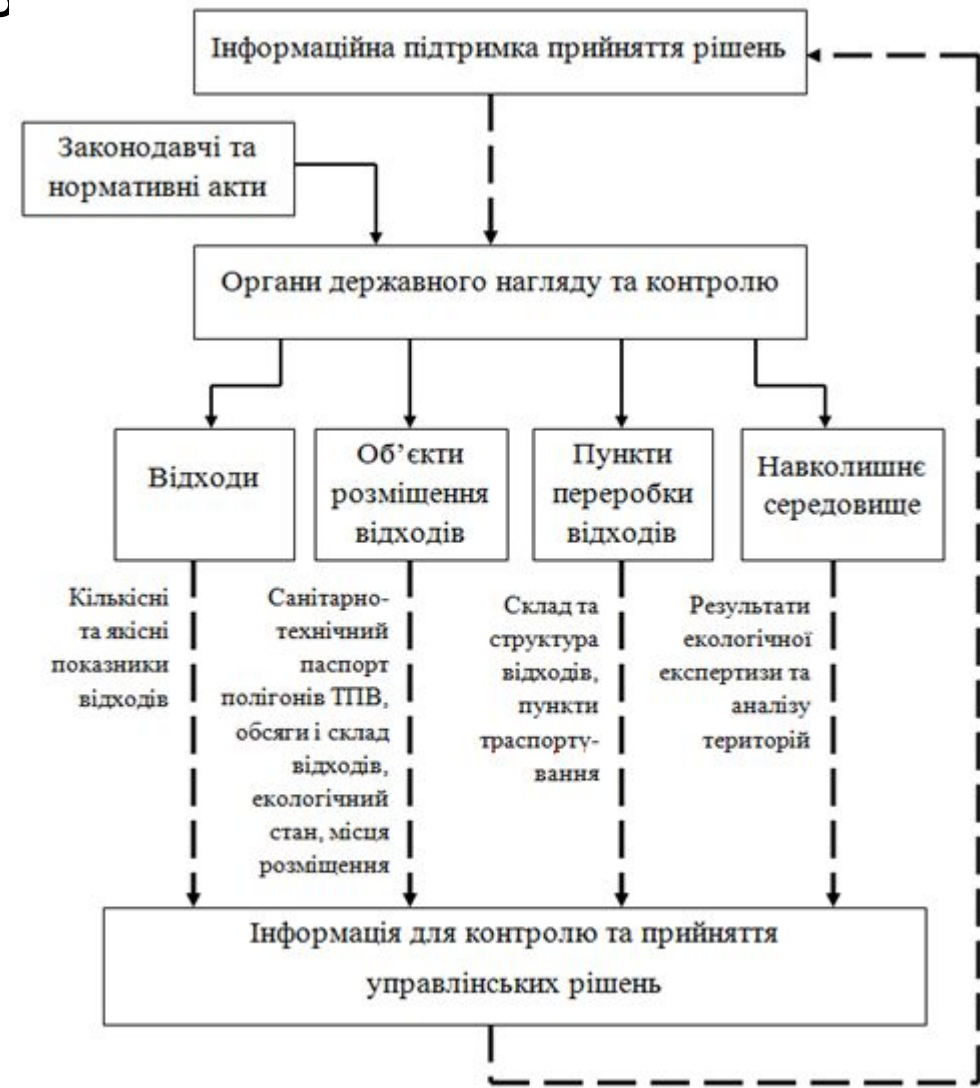 Інформаційна підтримка прийняття рішень
Законодавчі та
нормативні акти
Органи державного нагляду та контролю
Відходи
Об’єкти
розміщення
відходів
Пункти
переробки
відходів
Навколишнє
середовище
Кількісні
та якісні
показники
відходів
Санітарно-
технічний
паспорт
полігонів ТПВ,
обсяги і склад
відходів,
екологічний
стан, місця
розміщення
Склад та
структура
відходів,
пункти
траспорту-
вання
Результати
екологічної
експертизи та
аналізу
територій
Інформація для контролю та прийняття
управлінських рішень